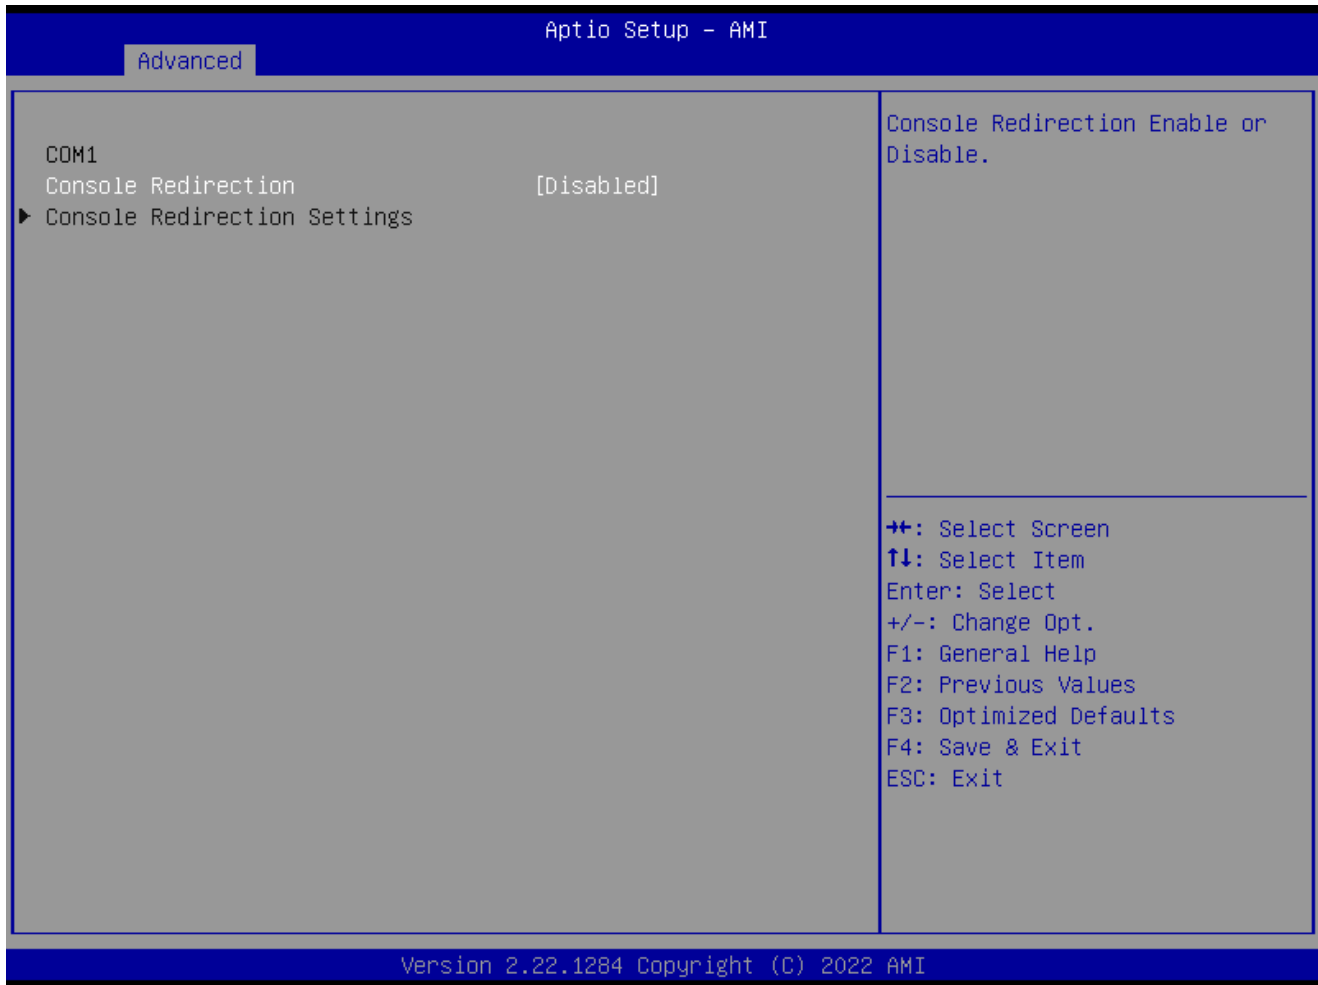 Aptio Setup – AMI
Advanced
COM1
Console Redirection [Disabled]
▶ Console Redirection Settings
Console Redirection Enable or
Disable.
→←: Select Screen
↑↓: Select Item
Enter: Select
+/-: Change Opt.
F1: General Help
F2: Previous Values
F3: Optimized Defaults
F4: Save & Exit
ESC: Exit
Version 2.22.1284 Copyright (C) 2022 AMI